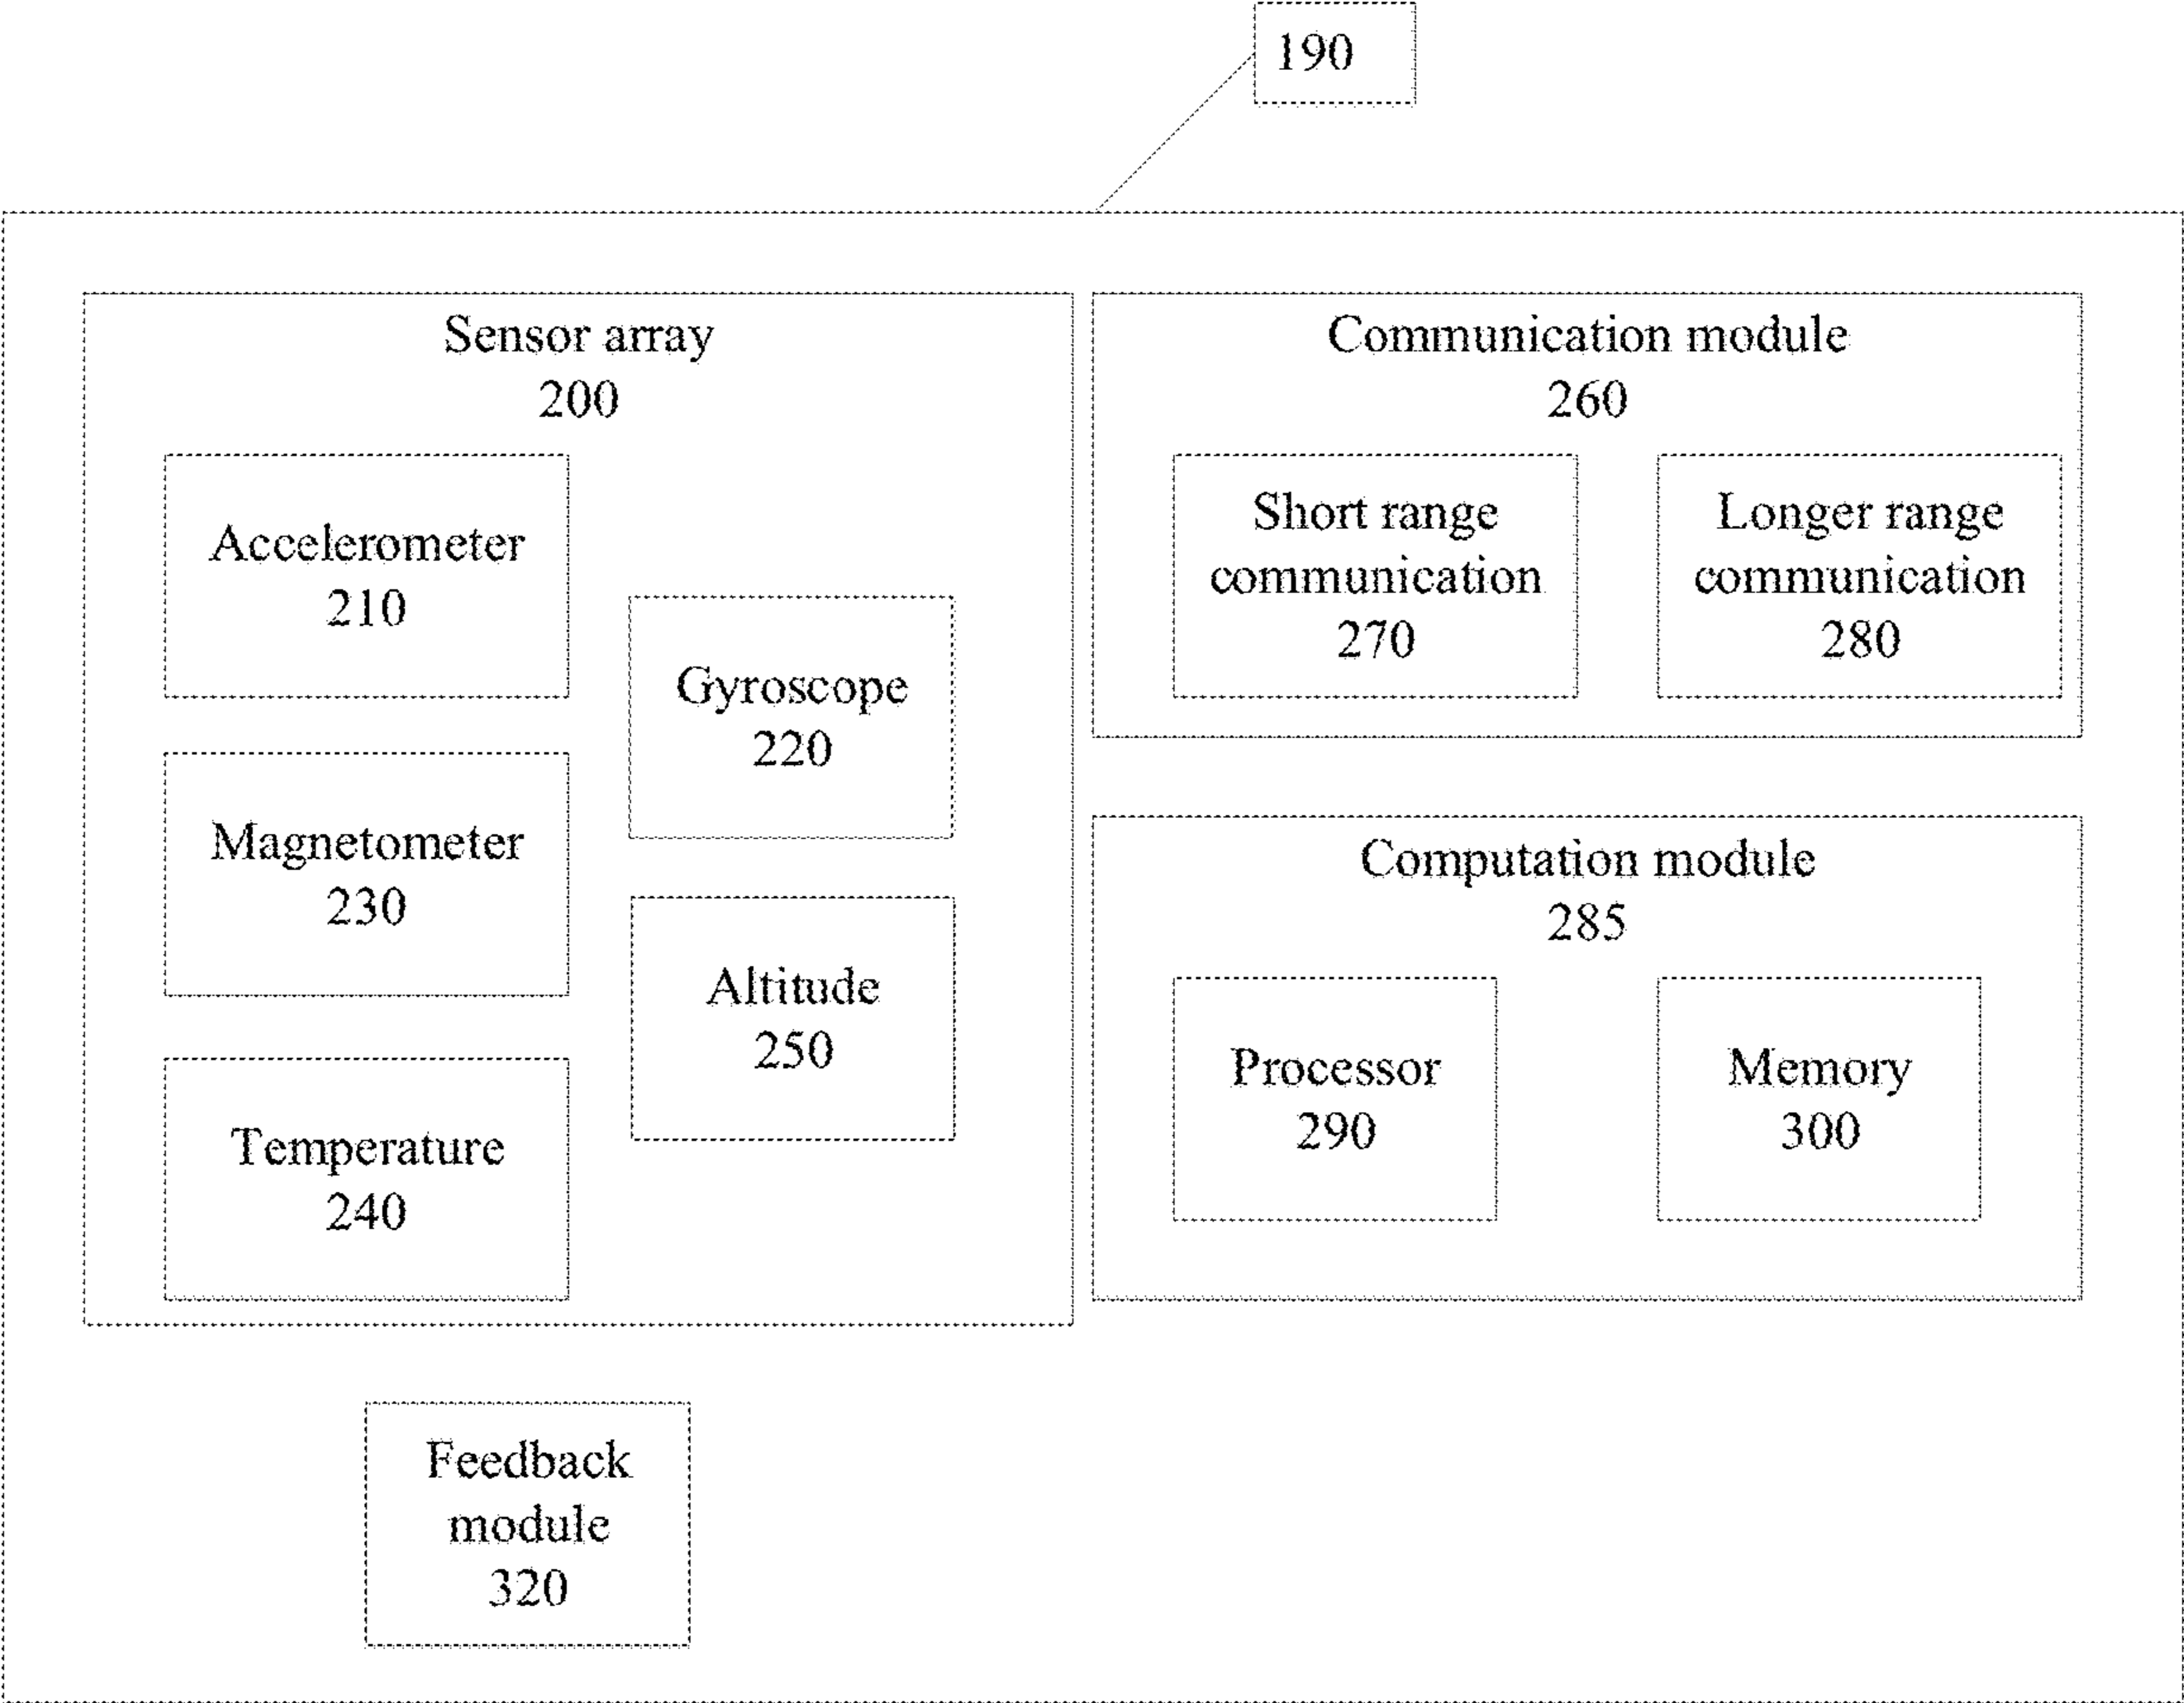 190
Sensor array
200
Accelerometer
210
Gyroscope
220
Magnetometer
230
Altitude
250
Temperature
240
Communication module
260
Short range
communication
270
Longer range
communication
280
Computation module
285
Processor
290
Memory
300
Feedback
module
320